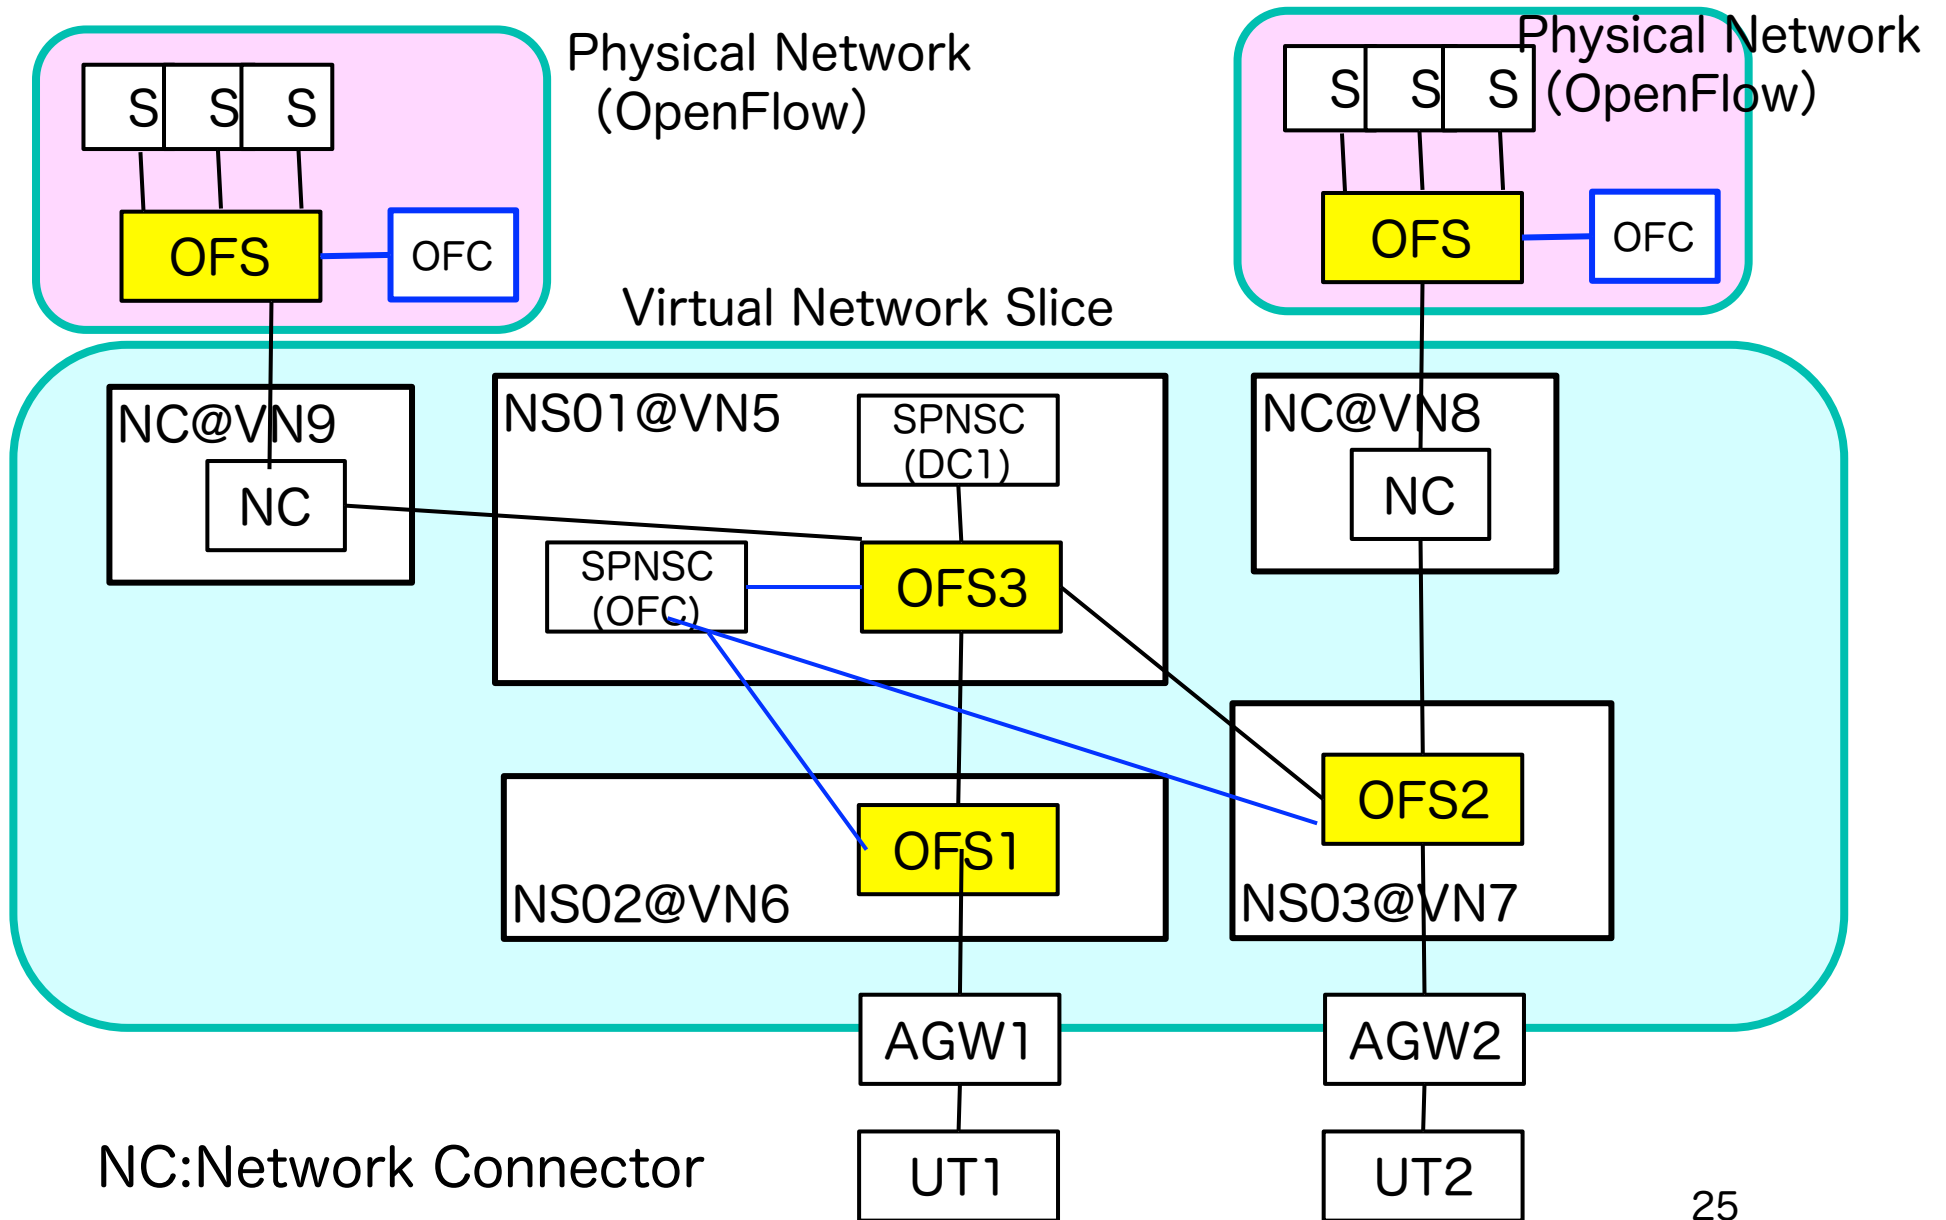 Physical Network
(OpenFlow)
Physical Network
(OpenFlow)
S S S
S S S
OFS
OFC
OFS
OFC
Virtual Network Slice
NC@VN9
NC
NS01@VN5
SPNSC
(DC1)
SPNSC
(OFC)
OFS3
NC@VN8
NC
OFS1
NS02@VN6
OFS2
NS03@VN7
AGW1
AGW2
UT1
UT2
NC:Network Connector
25